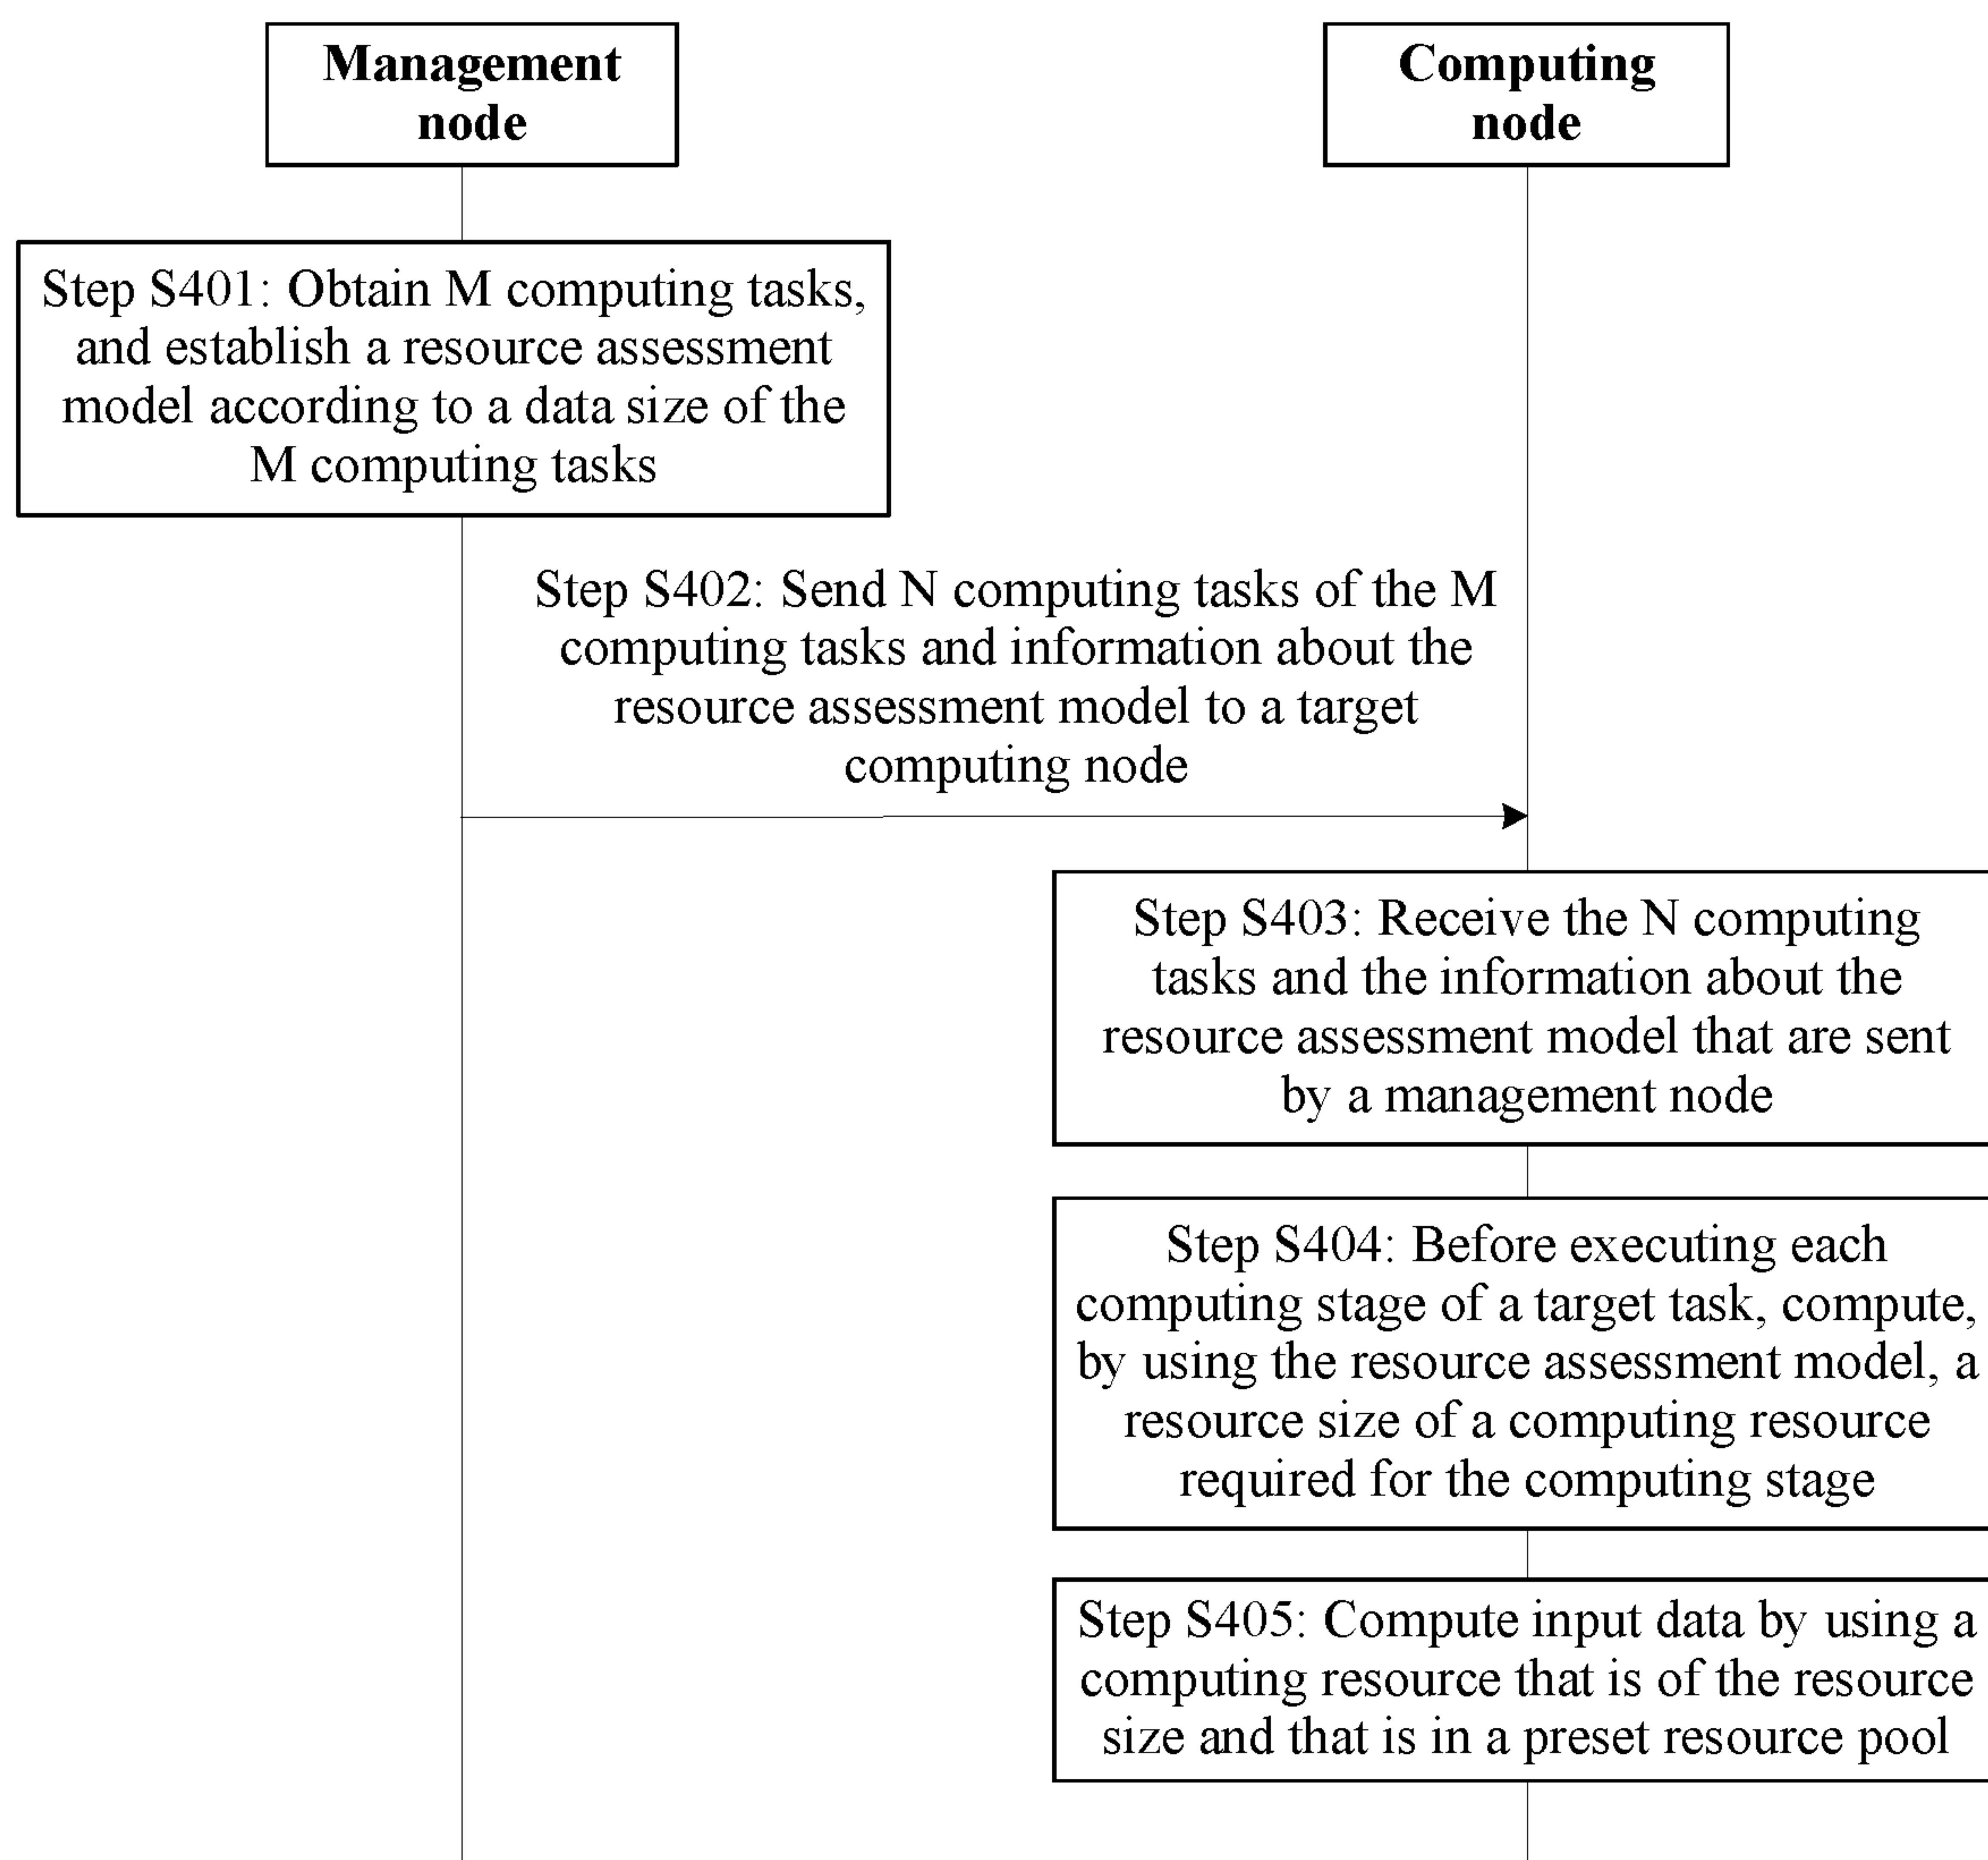 Management
node
Computing
node
Step S401: Obtain M computing tasks,
and establish a resource assessment
model according to a data size of the
M computing tasks
Step S402: Send N computing tasks of the M
computing tasks and information about the
resource assessment model to a target
computing node
Step S403: Receive the N computing
tasks and the information about the
resource assessment model that are sent
by a management node
Step S404: Before executing each
computing stage of a target task, compute,
by using the resource assessment model, a
resource size of a computing resource
required for the computing stage
Step S405: Compute input data by using a
computing resource that is of the resource
size and that is in a preset resource pool